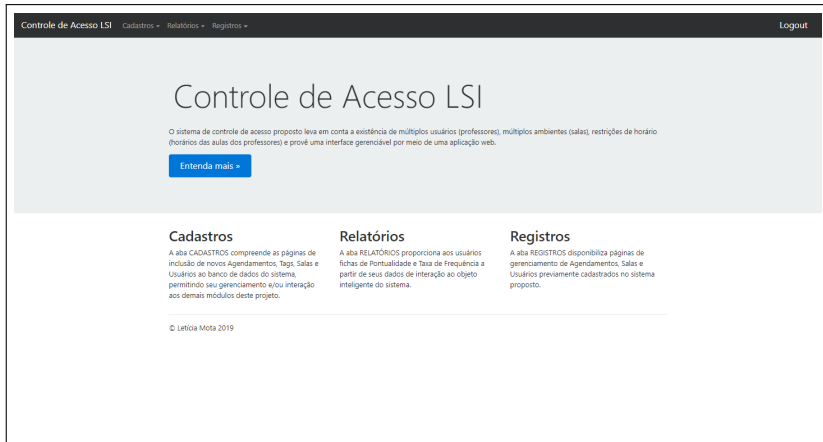 Controle de Acesso LSI Cadastros Relatórios Registros Logout
Controle de Acesso LSI
O sistema de controle de acesso proposto leva em conta a existência de múltiplos usuários (professores), múltiplos ambientes (salas), restrições de horário
(horários das aulas dos professores) e provê uma interface gerenciável por meio de uma aplicação web.
Entenda mais »
Cadastros
A aba CADASTROS compreende as páginas de
inclusão de novos Agendamentos, Tags, Salas e
Usuários ao banco de dados do sistema,
permitindo seu gerenciamento e/ou interação
aos demais módulos deste projeto.
Relatórios
A aba RELATÓRIOS proporciona aos usuários
fichas de Pontualidade e Taxa de Frequência a
partir de seus dados de interação ao objeto
inteligente do sistema.
Registros
A aba REGISTROS disponibiliza páginas de
gerenciamento de Agendamentos, Salas e
Usuários previamente cadastrados no sistema
proposto.
© Letícia Mota 2019